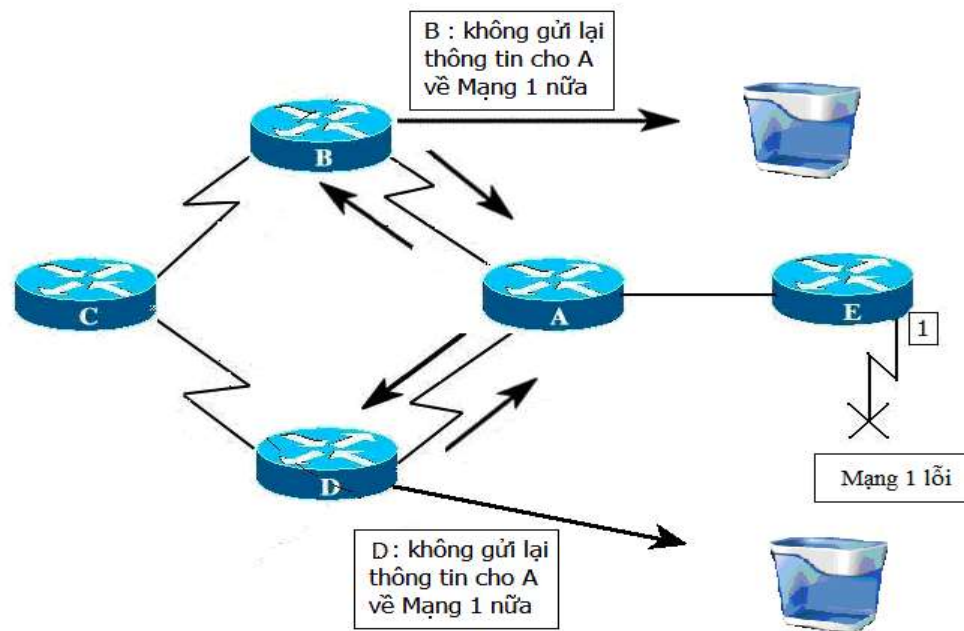 B : không gửi lại
thông tin cho A
về Mạng 1 nữa
B
C
A
E
1
D
Mạng 1 lỗi
D : không gửi lại
thông tin cho A
về Mạng 1 nữa